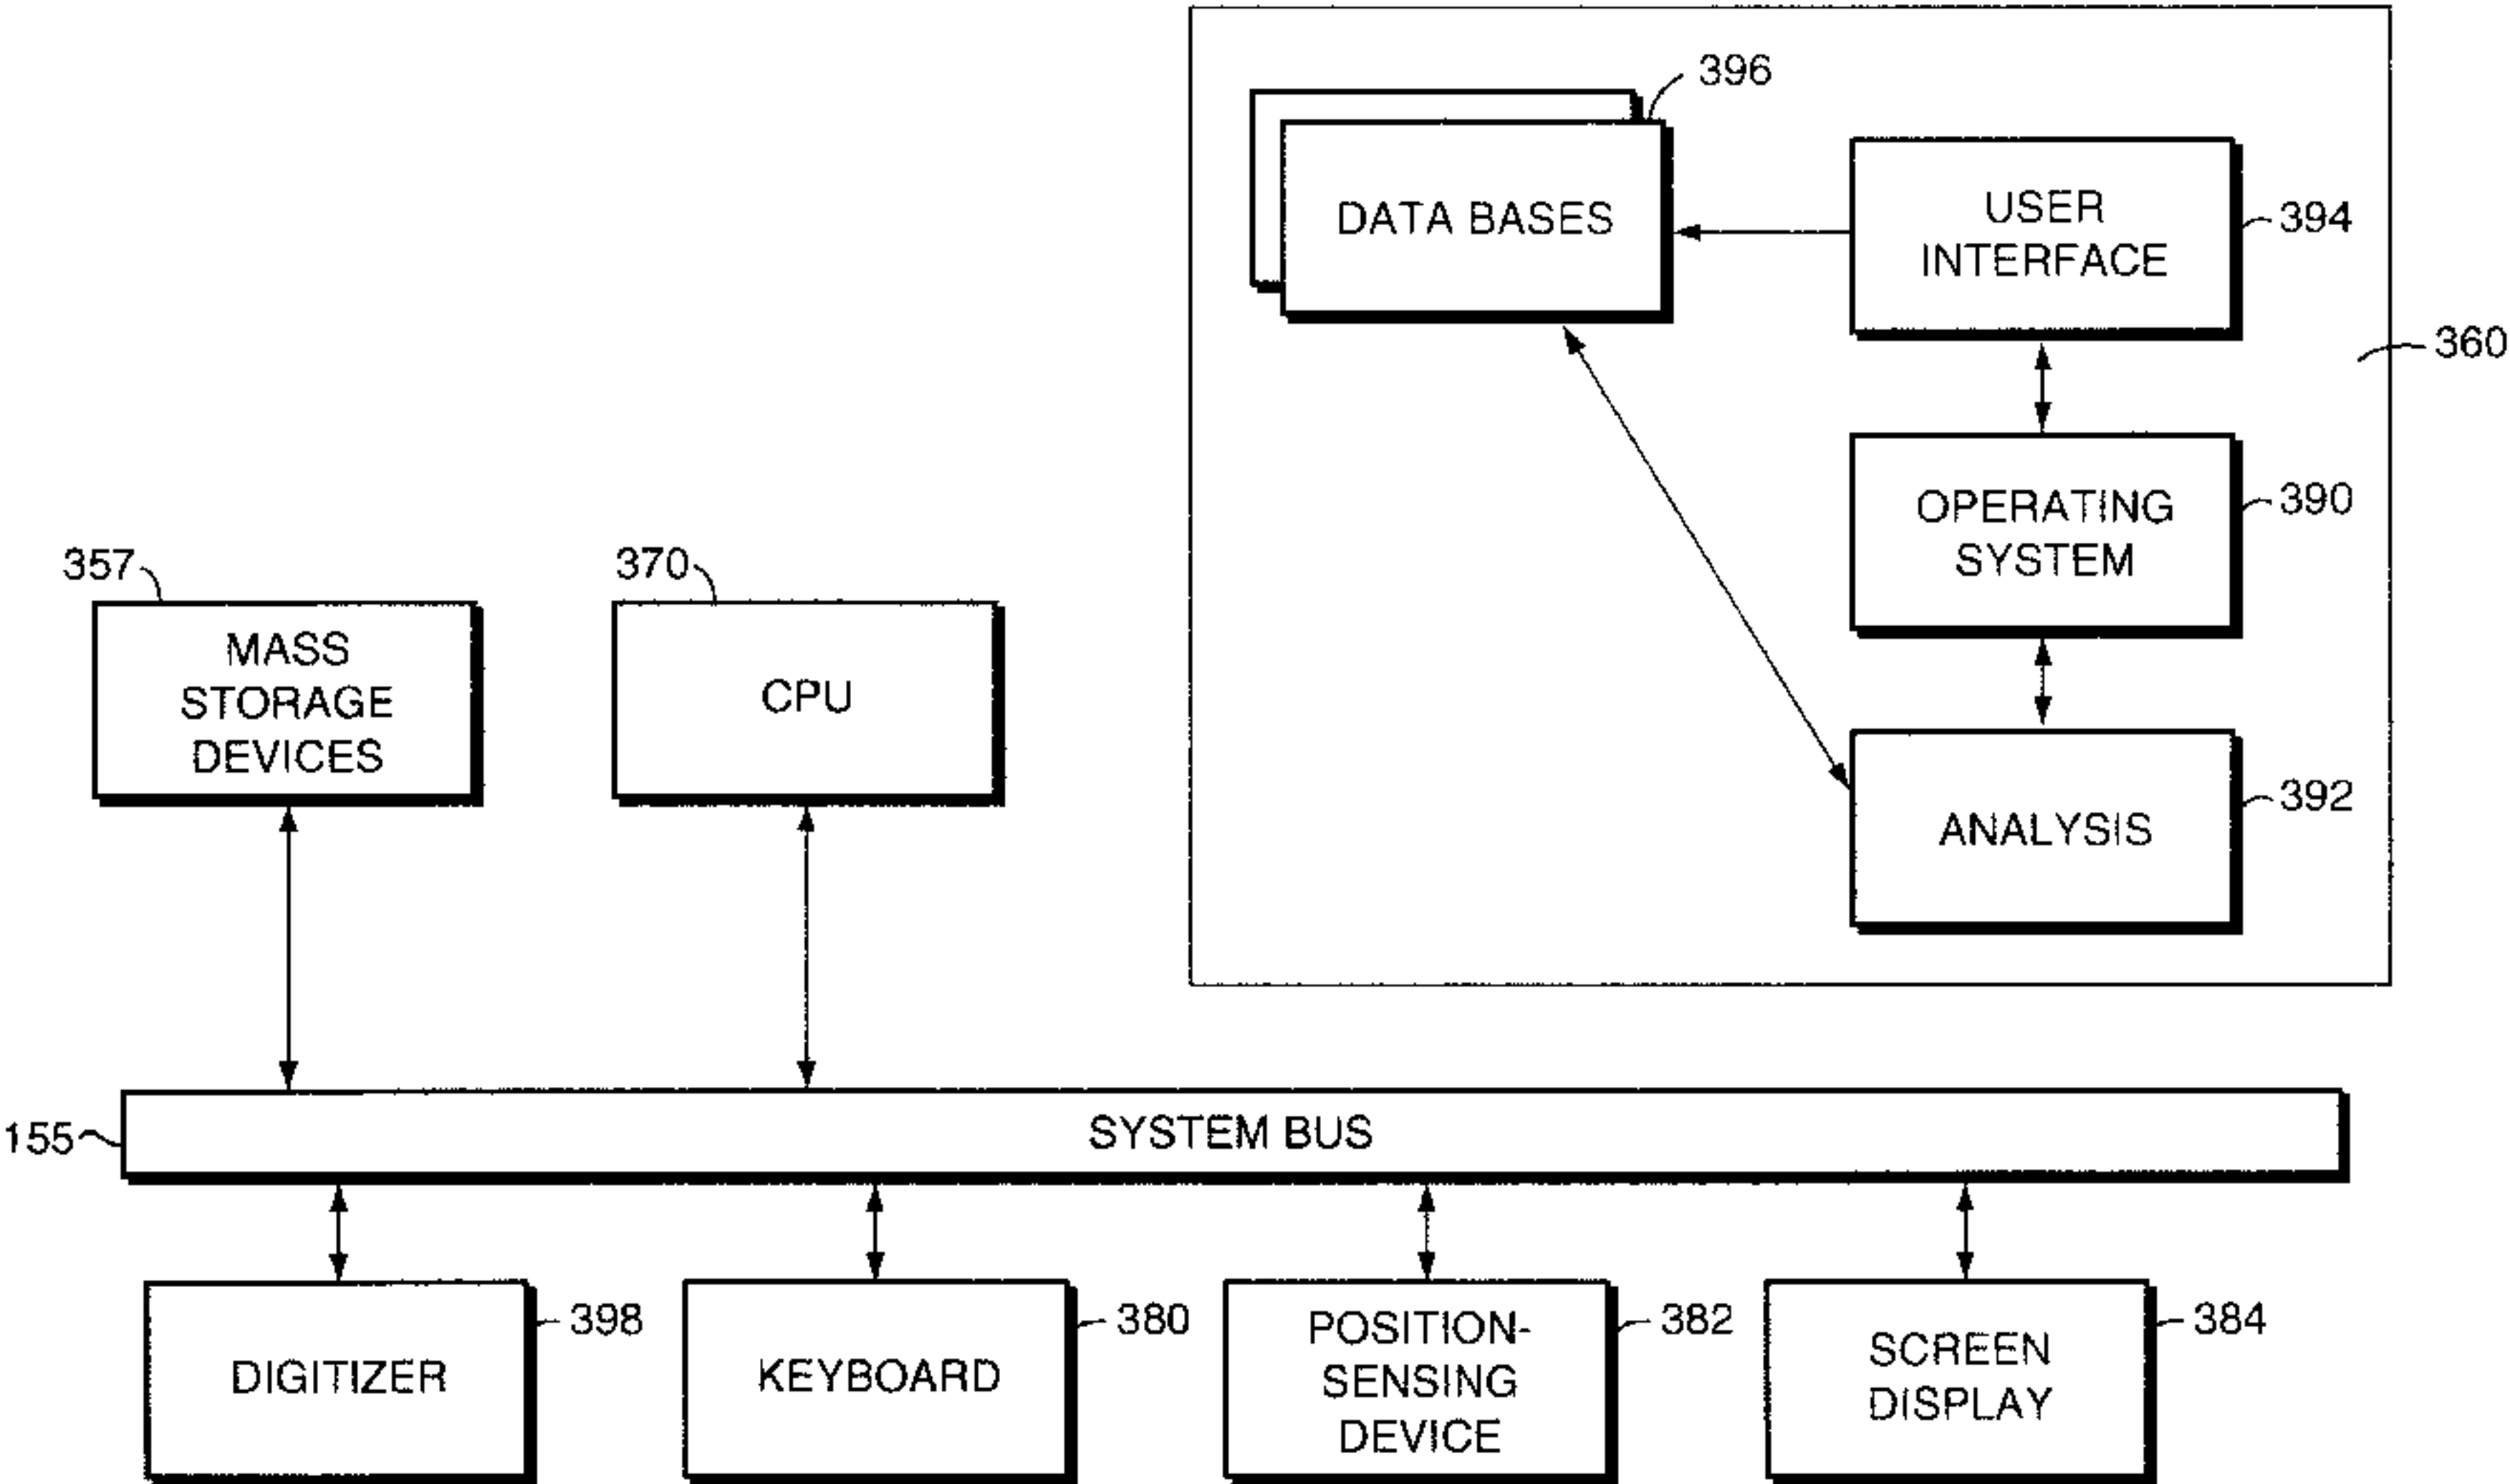 396
DATA BASES
USER
INTERFACE
394
360
OPERATING
SYSTEM
390
357
370
MASS
STORAGE
DEVICES
CPU
ANALYSIS
392
155
SYSTEM BUS
DIGITIZER
398
KEYBOARD
380
POSITION-
SENSING
DEVICE
382
SCREEN
DISPLAY
384